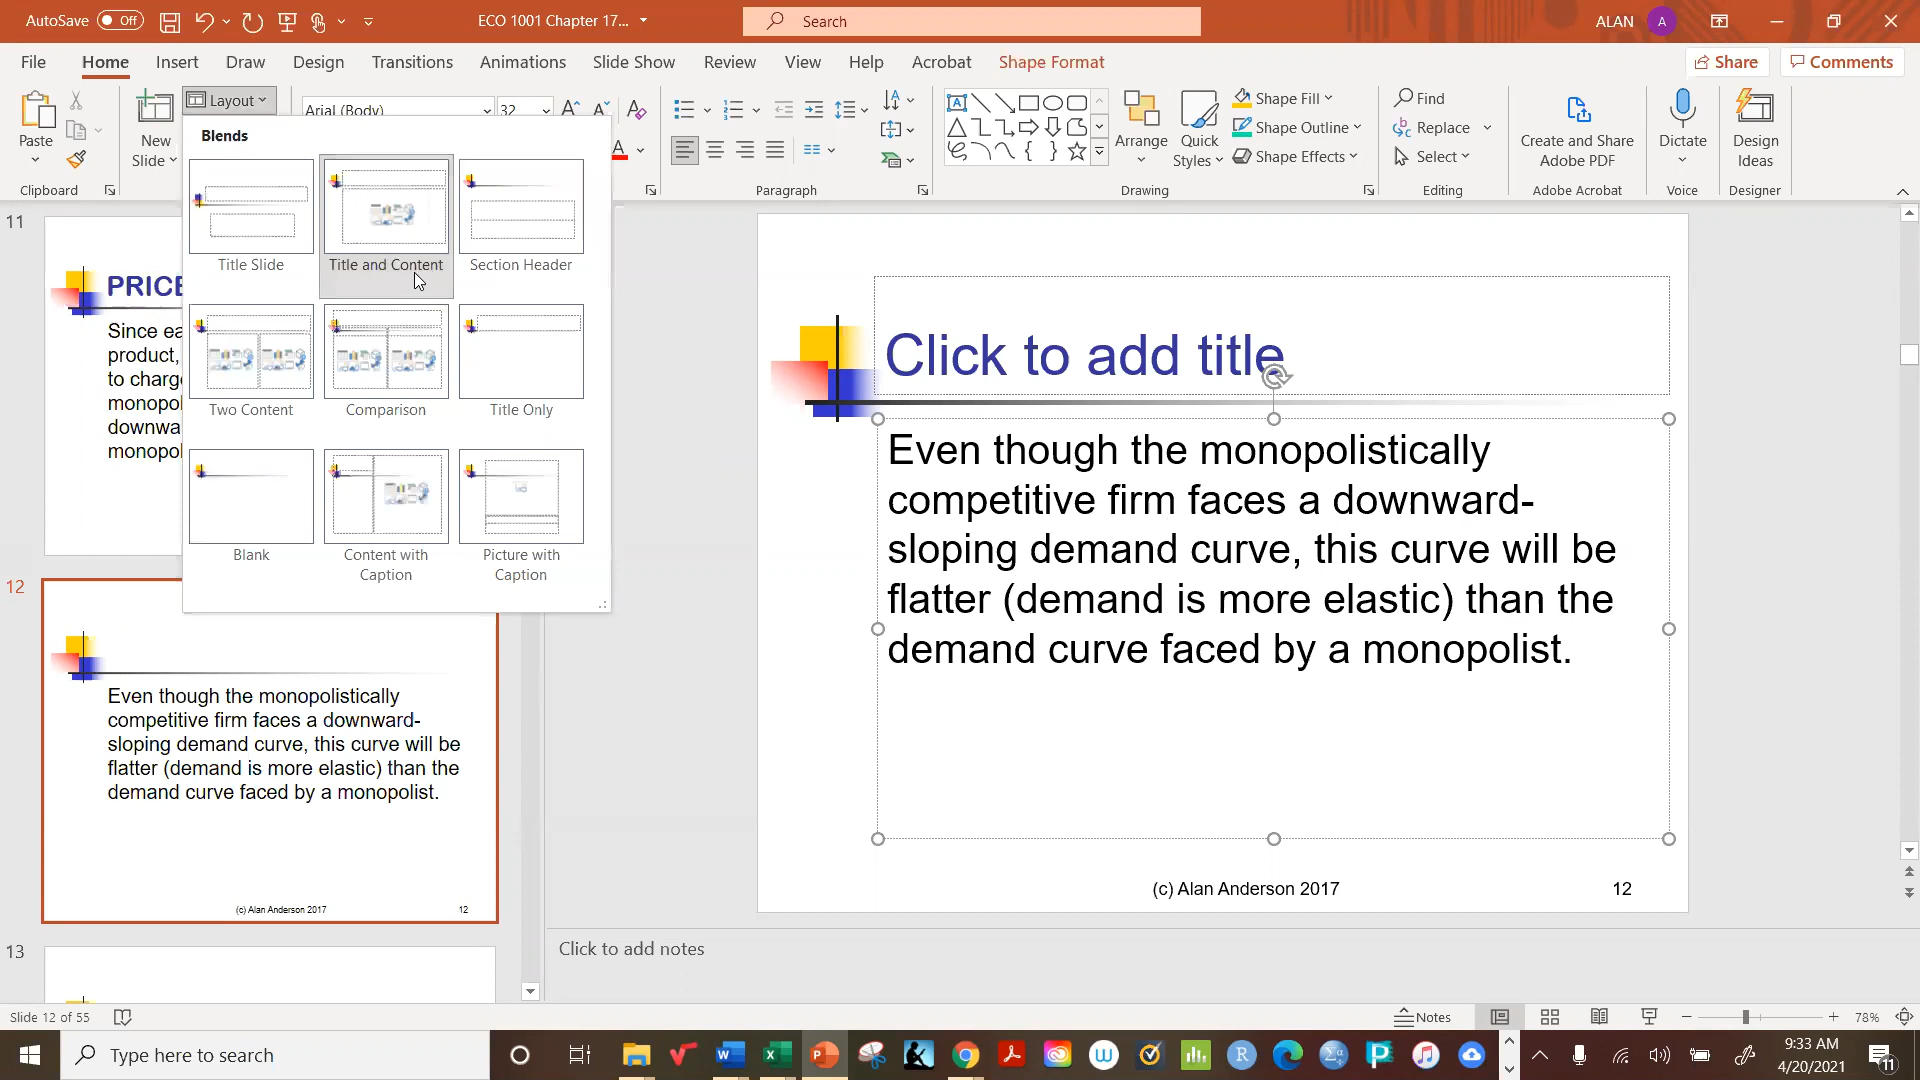 AutoSave Off
ECO 1001 Chapter 17...
Search
ALAN
A
File
Home
Insert
Draw
Design
Transitions
Animations
Slide Show
Review
View
Help
Acrobat
Shape Format
Share
Comments
Paste
Clipboard
New
Slide
Layout
Arial (Body)
32
Paragraph
Arrange
Quick
Styles
Shape Fill
Shape Outline
Shape Effects
Drawing
Find
Replace
Select
Editing
Create and Share
Adobe PDF
Adobe Acrobat
Dictate
Voice
Design
Ideas
Designer
Blends
Title Slide
Title and Content
Section Header
Two Content
Comparison
Title Only
Blank
Content with
Caption
Picture with
Caption
11
PRICE
Since ea
product,
to charge
monopol
downwa
monopol
12
Even though the monopolistically
competitive firm faces a downward-
sloping demand curve, this curve will be
flatter (demand is more elastic) than the
demand curve faced by a monopolist.
(c) Alan Anderson 2017
12
13
Click to add title
Even though the monopolistically
competitive firm faces a downward-
sloping demand curve, this curve will be
flatter (demand is more elastic) than the
demand curve faced by a monopolist.
(c) Alan Anderson 2017
12
Click to add notes
Slide 12 of 55
Notes
78%
Type here to search
9:33 AM
4/20/2021
11